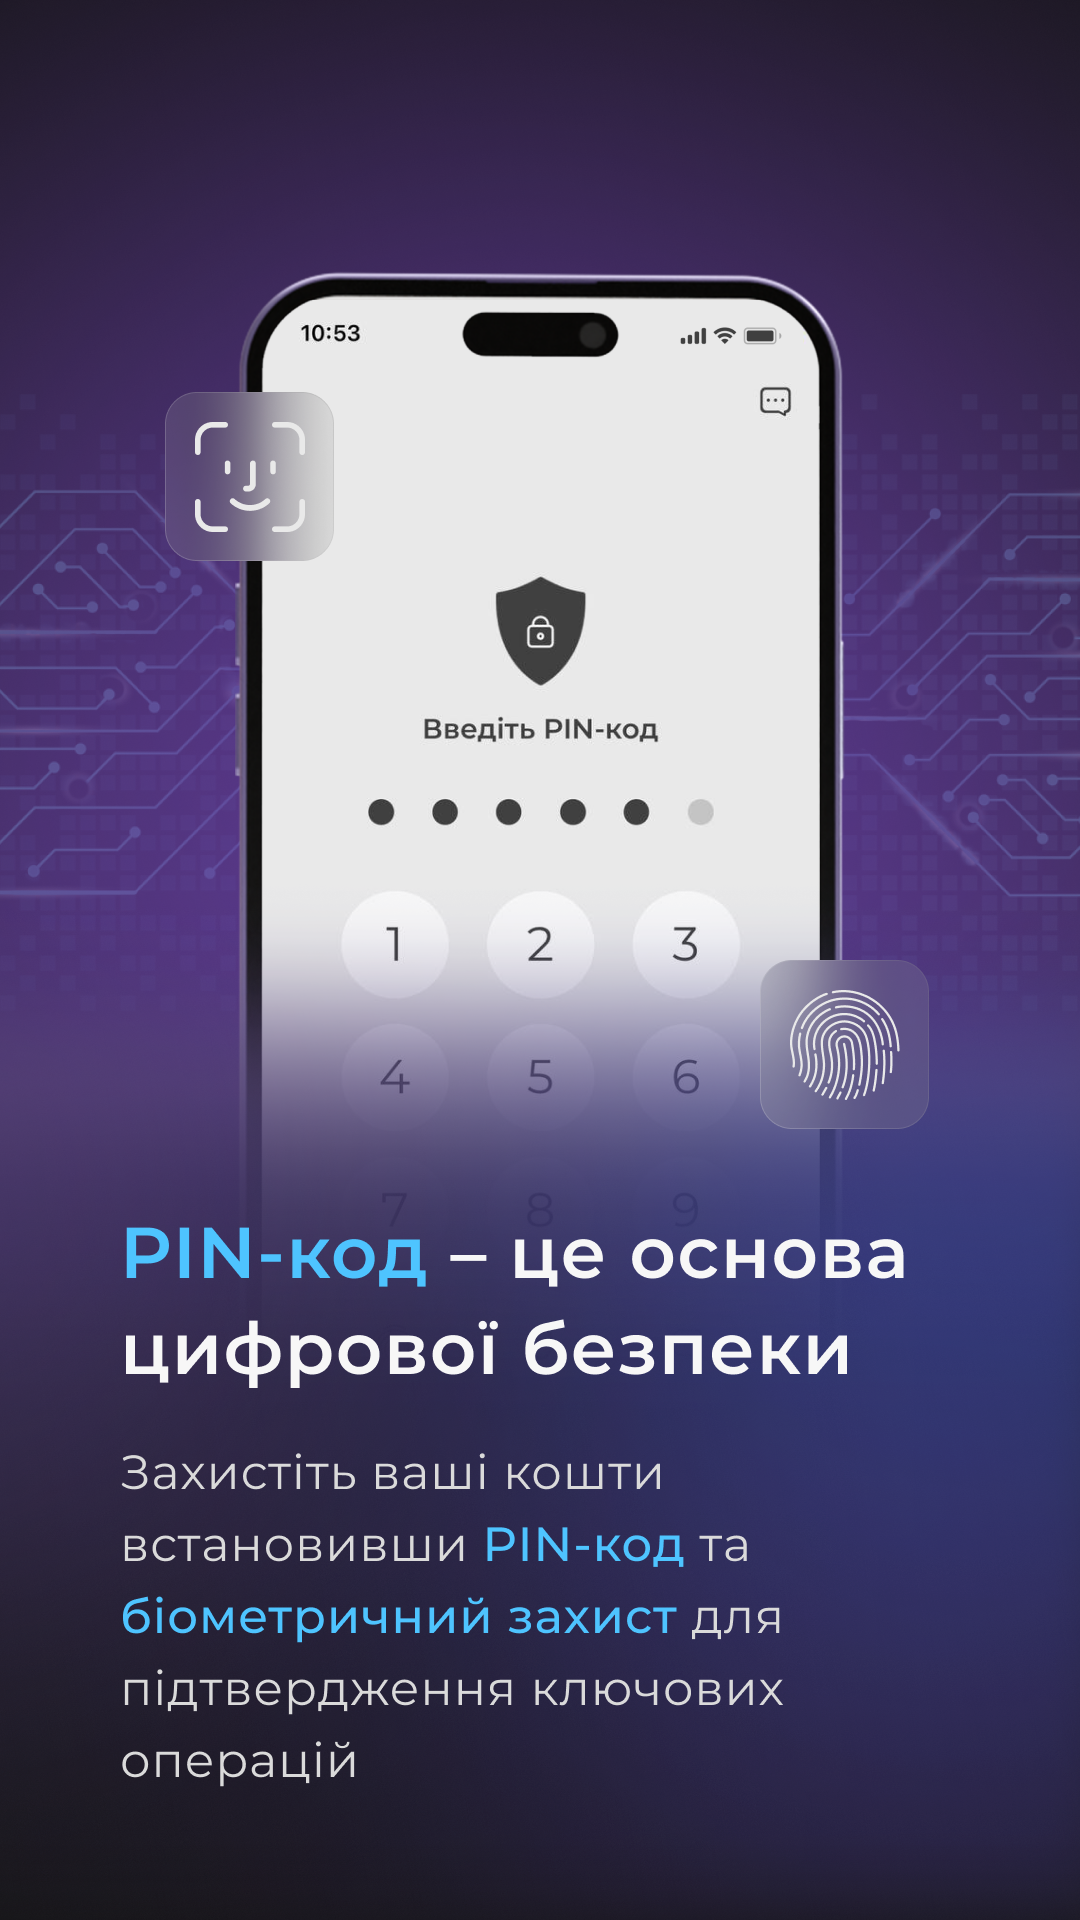 10:53
Введіть PIN-код
1 2 3
4 5 6
7 8 9
PIN-код – це основа
цифрової безпеки
Захистіть ваші кошти
встановивши PIN-код та
біометричний захист для
підтвердження ключових
операцій